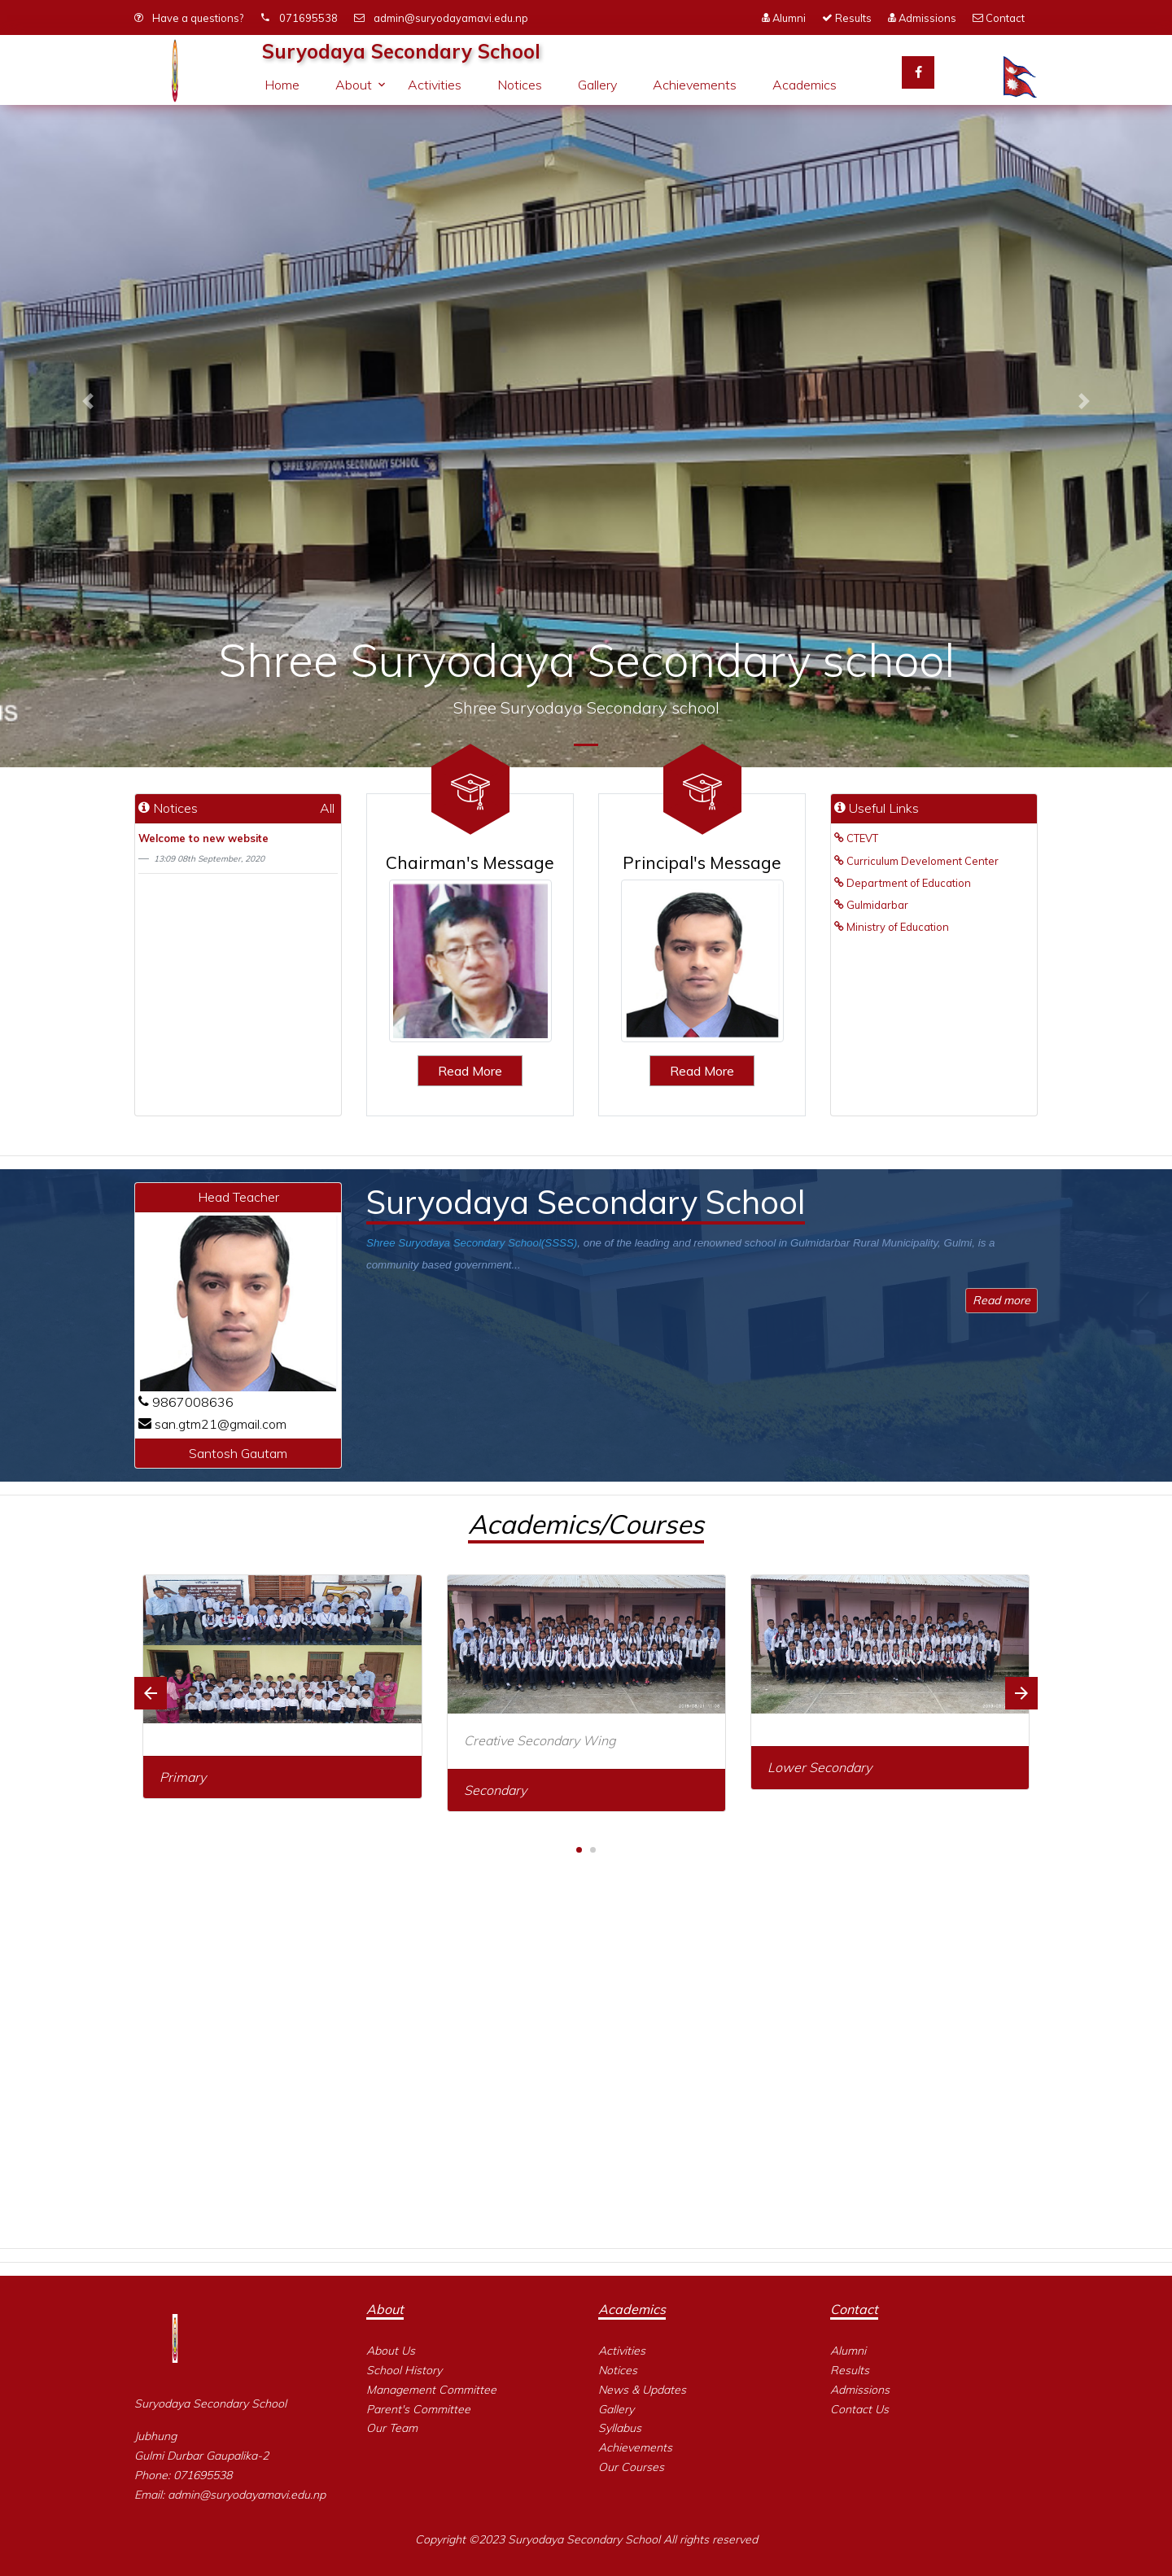 Have a questions? 071695538 admin@suryodayamavi.edu.np Alumni Results Admissions Contact
Suryodaya Secondary School
Home About Activities Notices Gallery Achievements Academics
SHREE SURYODAYA SECONDARY SCHOOL
Shree Suryodaya Secondary school
Shree Suryodaya Secondary school
Notices All
Welcome to new website
13:09 08th September, 2020
Chairman's Message
Read More
Principal's Message
Read More
Useful Links
CTEVT
Curriculum Develoment Center
Department of Education
Gulmidarbar
Ministry of Education
Head Teacher
9867008636
san.gtm21@gmail.com
Santosh Gautam
Suryodaya Secondary School
Shree Suryodaya Secondary School(SSSS), one of the leading and renowned school in Gulmidarbar Rural Municipality, Gulmi, is a
community based government...
Read more
Academics/Courses
Primary
Creative Secondary Wing
Secondary
Lower Secondary
Suryodaya Secondary School
Jubhung
Gulmi Durbar Gaupalika-2
Phone: 071695538
Email: admin@suryodayamavi.edu.np
About
About Us
School History
Management Committee
Parent's Committee
Our Team
Academics
Activities
Notices
News & Updates
Gallery
Syllabus
Achievements
Our Courses
Contact
Alumni
Results
Admissions
Contact Us
Copyright ©2023 Suryodaya Secondary School All rights reserved